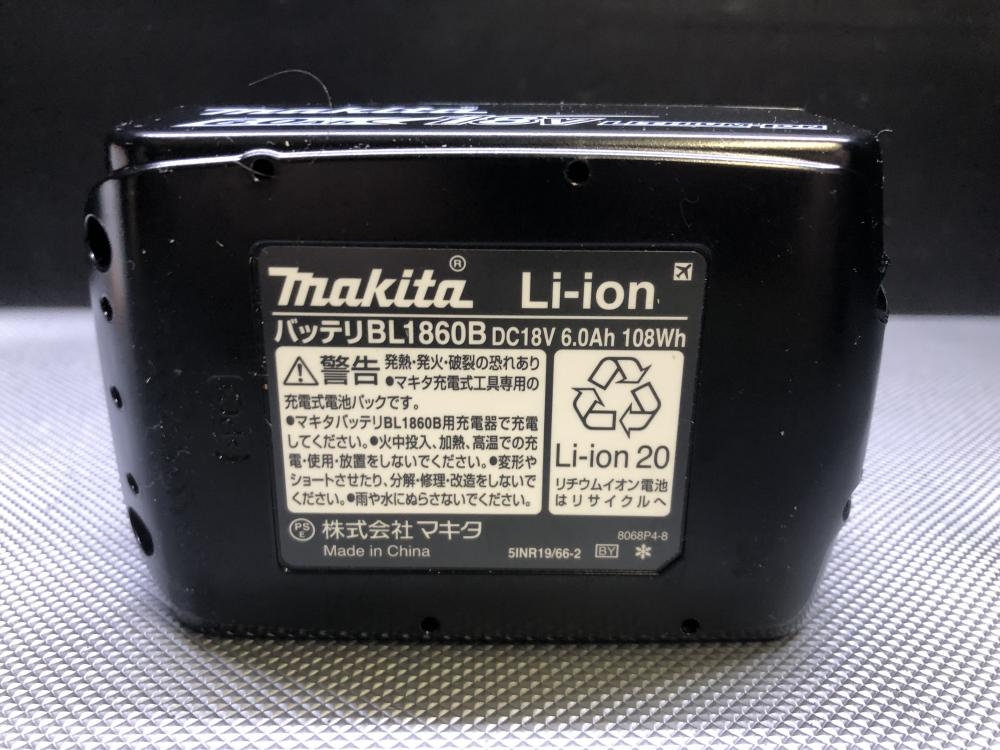 makita® Li-ion
バッテリBL1860B DC18V 6.0Ah 108Wh
警告 発熱・発火・破裂の恐れあり
●マキタ充電式工具専用の
充電式電池パックです。
●マキタバッテリBL1860B用充電器で充電
してください。●火中投入、加熱、高温での充
電・使用・放置をしないでください。●変形や
ショートさせたり、分解・修理・改造をしないで
ください。●雨や水にぬらさないでください。
Li-ion 20
リチウムイオン電池
はリサイクルへ
PS
E
株式会社 マキタ
8068P4-8
Made in China
5INR19/66-2 BY